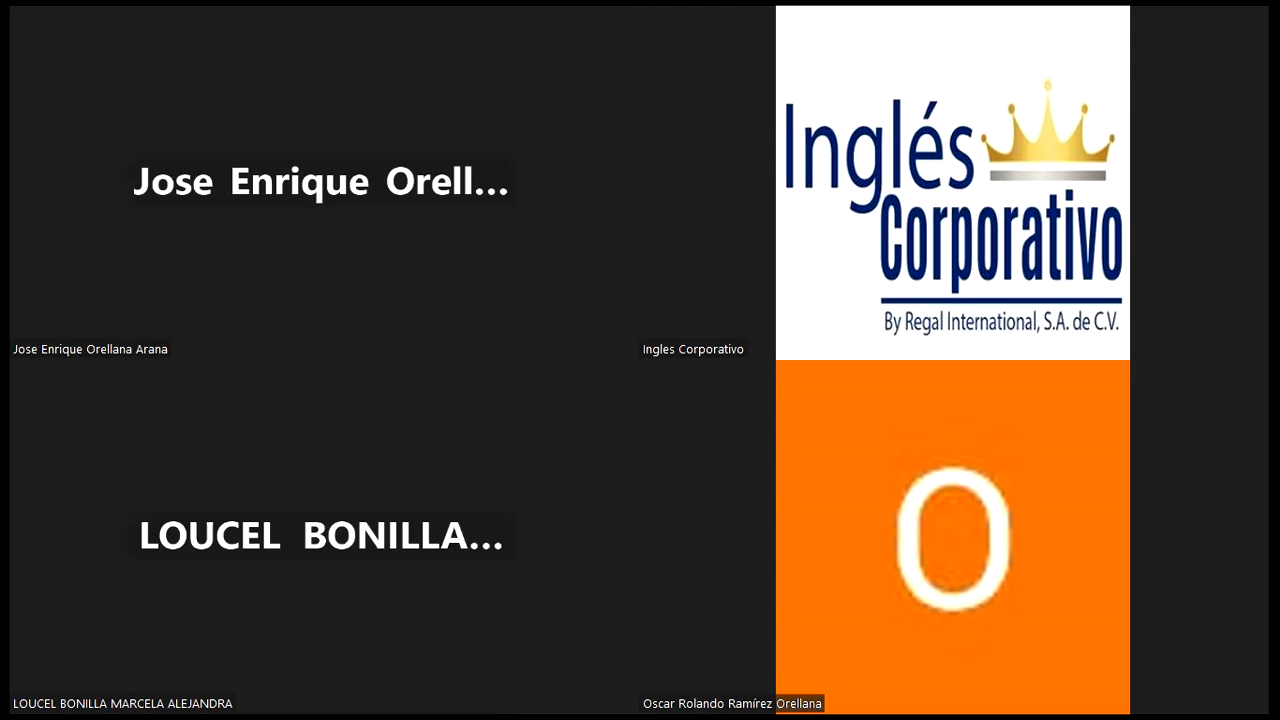 Jose Enrique Orell...
Jose Enrique Orellana Arana
Inglés
Corporativo
By Regal International, S.A. de C.V.
Ingles Corporativo
LOUCEL BONILLA...
LOUCEL BONILLA MARCELA ALEJANDRA
O
Oscar Rolando Ramírez Orellana